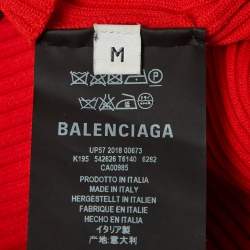 M
BALENCIAGA
UP57 2018 00673
K195 542626 T6140 6262
CA00985
PRODOTTO IN ITALIA
MADE IN ITALY
HERGESTELLT IN ITALIEN
FABRIQUE EN ITALIE
HECHO EN ITALIA
イタリア製
产地:意大利